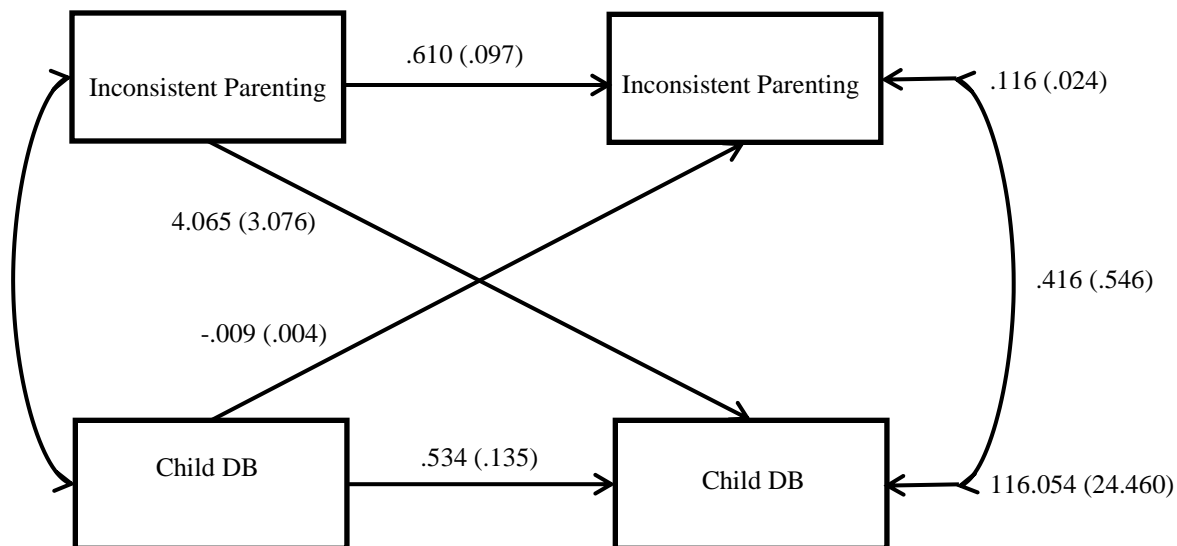 .610 (.097)
Inconsistent Parenting
Inconsistent Parenting
.116 (.024)
4.065 (3.076)
.416 (.546)
-.009 (.004)
Child DB
.534 (.135)
Child DB
116.054 (24.460)